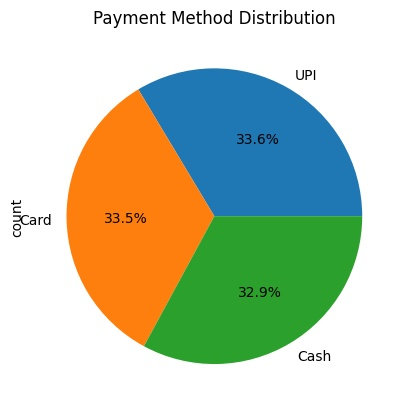 Payment Method Distribution
UPI
33.6%
Card
33.5%
count
32.9%
Cash